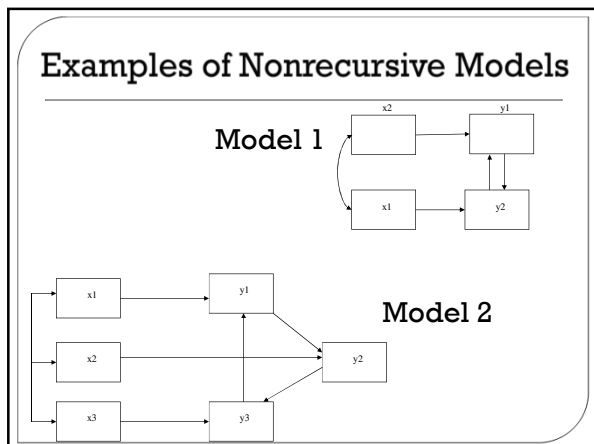 Examples of Nonrecursive Models
x2 y1
Model 1
x1 y2
x1 y1
Model 2
x2 y2
x3 y3